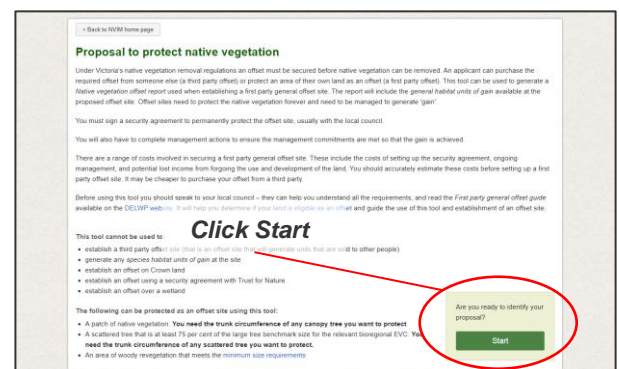 < Back to NVIM home page
Proposal to protect native vegetation
Under Victoria's native vegetation removal regulations an offset must be secured before native vegetation can be removed. An applicant can purchase the
required offset from someone else (a third party offset) or protect an area of their own land as an offset (a first party offset). This tool can be used to generate a
Native vegetation offset report used when establishing a first party general offset site. The report will include the general habitat units of gain available at the
proposed offset site. Offset sites need to protect the native vegetation forever and need to be managed to generate 'gain'.
You must sign a security agreement to permanently protect the offset site, usually with the local council.
You will also have to complete management actions to ensure the management commitments are met so that the gain is achieved.
There are a range of costs involved in securing a first party general offset site. These include the costs of setting up the security agreement, ongoing
management, and potential lost income from forgoing the use and development of the land. You should accurately estimate these costs before setting up a first
party offset site. It may be cheaper to purchase your offset from a third party.
Before using this tool you should speak to your local council – they can help you understand all the requirements, and read the First party general offset guide
available on the DELWP website. It will help you determine if your land is eligible as an offset and guide the use of this tool and establishment of an offset site.
Click Start
This tool cannot be used to:
• establish a third party offset site (that is an offset site that will generate units that are sold to other people)
• generate any species habitat units of gain at the site
• establish an offset on Crown land
• establish an offset using a security agreement with Trust for Nature
• establish an offset over a wetland
The following can be protected as an offset site using this tool:
• A patch of native vegetation. You need the trunk circumference of any canopy tree you want to protect
• A scattered tree that is at least 75 per cent of the large tree benchmark size for the relevant bioregional EVC.
need the trunk circumference of any scattered tree you want to protect.
• An area of woody revegetation that meets the minimum size requirements
Are you ready to identify your
proposal?
Start